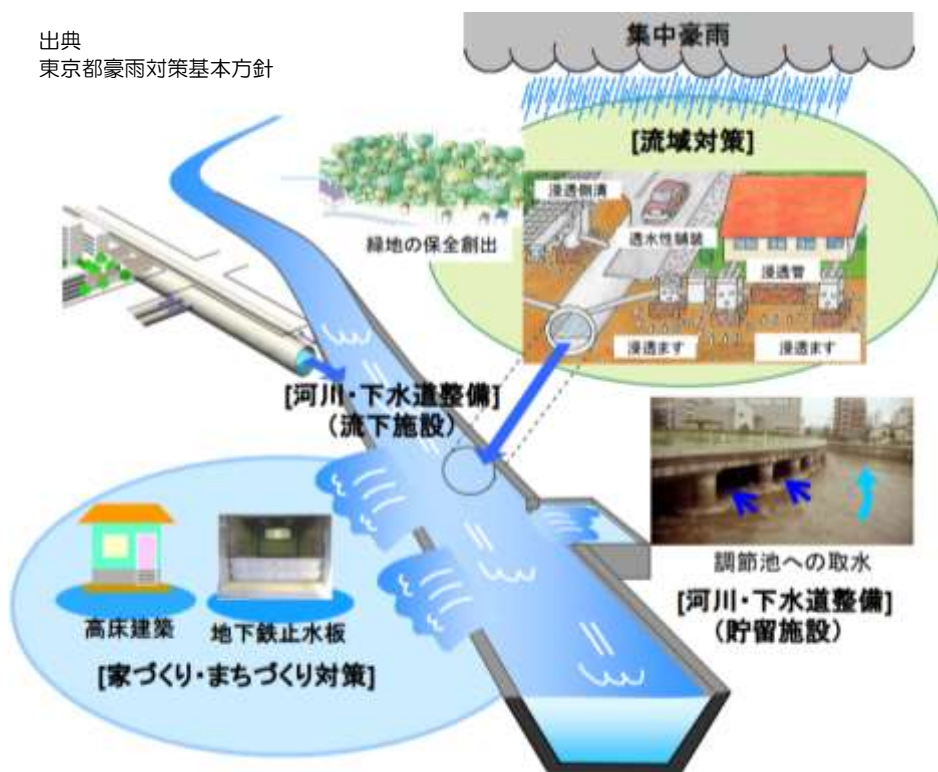 出典
東京都豪雨対策基本方針
集中豪雨
[流域対策]
浸透側溝
透水性舗装
緑地の保全創出
浸透管
浸透ます
浸透ます
[河川・下水道整備]
(流下施設)
調節池への取水
[河川・下水道整備]
(貯留施設)
高床建築
地下鉄止水板
[家づくり・まちづくり対策]